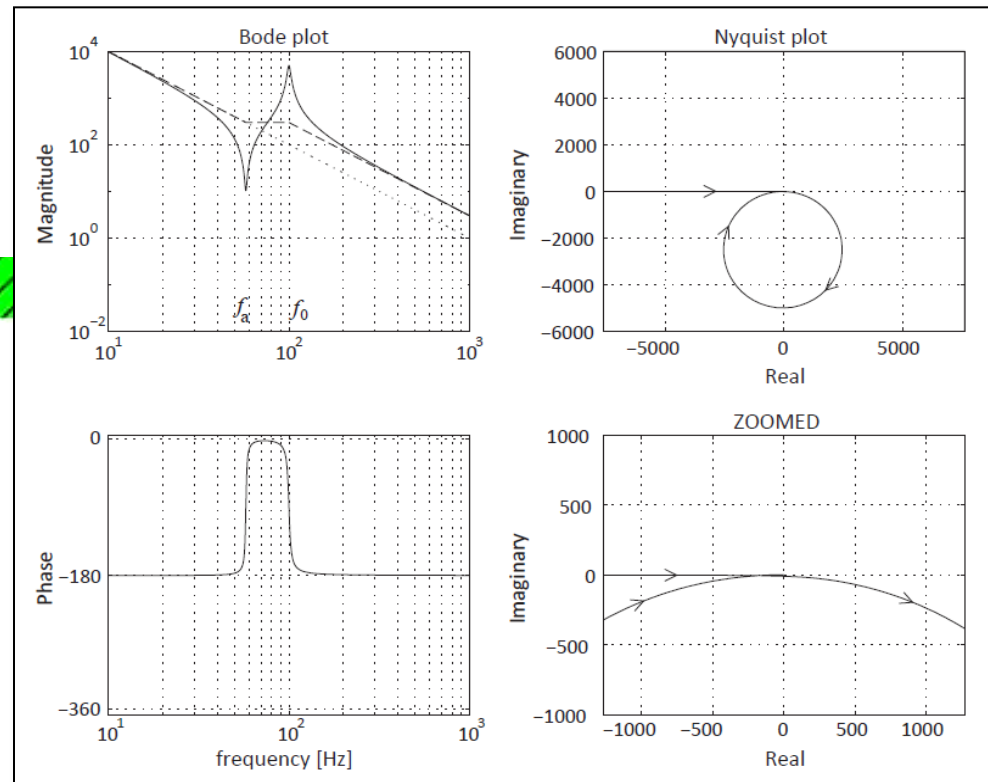 Bode plot
10^4
10^2
10^0
10^-2
Magnitude
f_a
f_0
10^1
10^2
10^3
Nyquist plot
6000
4000
2000
0
−2000
−4000
−6000
Imaginary
−5000
0
5000
Real
0
−180
−360
Phase
10^1
10^2
10^3
frequency [Hz]
ZOOMED
1000
500
0
−500
−1000
Imaginary
−1000
−500
0
500
1000
Real